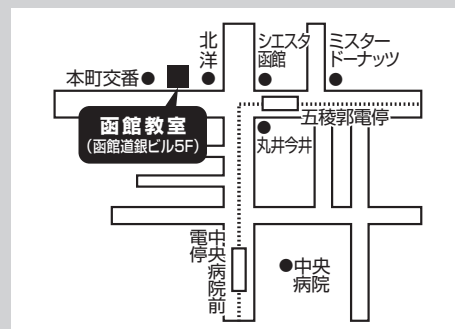 北洋
シエスタ
函館
ミスター
ドーナッツ
本町交番
函館教室
(函館道銀ビル5F)
五稜郭電停
丸井今井
中央病院前
電停
中央
病院